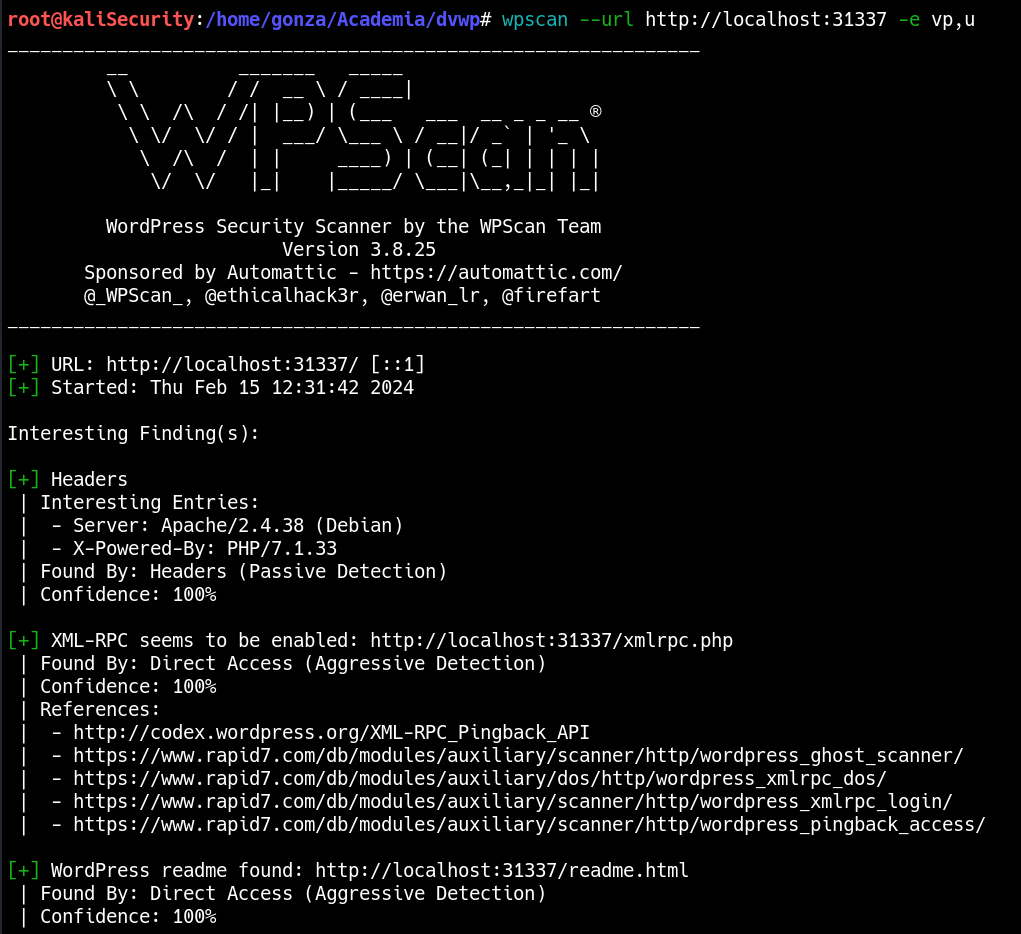 root@kaliSecurity:/home/gonza/Academia/dvwp# wpscan --url http://localhost:31337 -e vp,u
_______________________________________________________________
         __          _______   _____
         \ \        / /  __ \ / ____|
          \ \  /\  / /| |__) | (___   ___  __ _ _ __ ®
           \ \/  \/ / |  ___/ \___ \ / __|/ _` | '_ \
            \  /\  /  | |     ____) | (__| (_| | | | |
             \/  \/   |_|    |_____/ \___|\__,_|_| |_|

         WordPress Security Scanner by the WPScan Team
                         Version 3.8.25
       Sponsored by Automattic - https://automattic.com/
       @_WPScan_, @ethicalhack3r, @erwan_lr, @firefart
_______________________________________________________________

[+] URL: http://localhost:31337/ [::1]
[+] Started: Thu Feb 15 12:31:42 2024

Interesting Finding(s):

[+] Headers
 | Interesting Entries:
 |  - Server: Apache/2.4.38 (Debian)
 |  - X-Powered-By: PHP/7.1.33
 | Found By: Headers (Passive Detection)
 | Confidence: 100%

[+] XML-RPC seems to be enabled: http://localhost:31337/xmlrpc.php
 | Found By: Direct Access (Aggressive Detection)
 | Confidence: 100%
 | References:
 |  - http://codex.wordpress.org/XML-RPC_Pingback_API
 |  - https://www.rapid7.com/db/modules/auxiliary/scanner/http/wordpress_ghost_scanner/
 |  - https://www.rapid7.com/db/modules/auxiliary/dos/http/wordpress_xmlrpc_dos/
 |  - https://www.rapid7.com/db/modules/auxiliary/scanner/http/wordpress_xmlrpc_login/
 |  - https://www.rapid7.com/db/modules/auxiliary/scanner/http/wordpress_pingback_access/

[+] WordPress readme found: http://localhost:31337/readme.html
 | Found By: Direct Access (Aggressive Detection)
 | Confidence: 100%